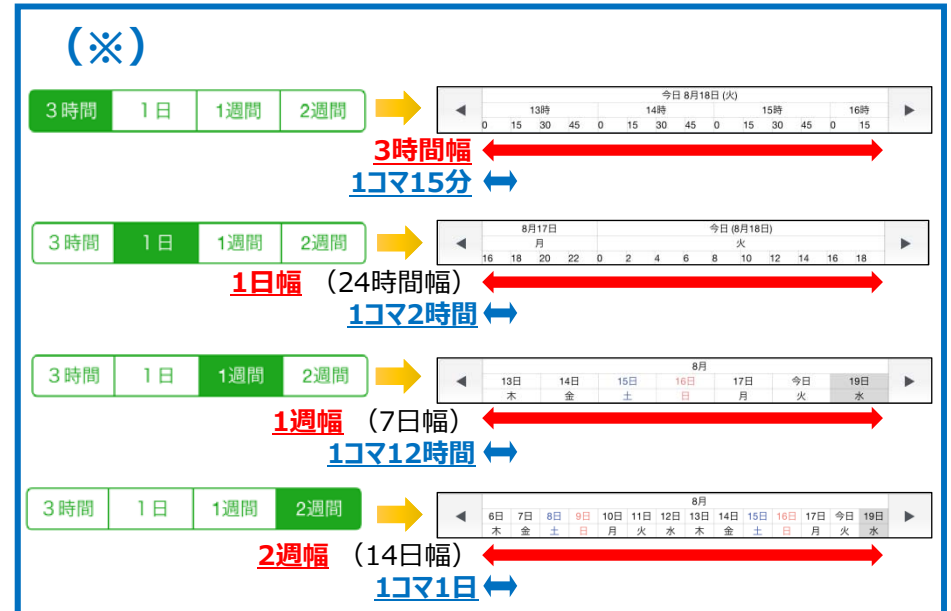 (※)
3時間 1日 1週間 2週間
今日 8月18日 (火)
13時 14時 15時 16時
0 15 30 45 0 15 30 45 0 15 30 45 0 15
3時間幅
1コマ15分
3時間 1日 1週間 2週間
8月17日 今日 (8月18日)
月 火
16 18 20 22 0 2 4 6 8 10 12 14 16 18
1日幅 (24時間幅)
1コマ2時間
3時間 1日 1週間 2週間
8月
13日 14日 15日 16日 17日 今日 19日
木 金 土 日 月 火 水
1週幅 (7日幅)
1コマ12時間
3時間 1日 1週間 2週間
8月
6日 7日 8日 9日 10日 11日 12日 13日 14日 15日 16日 17日 今日 19日
木 金 土 日 月 火 水 木 金 土 日 月 火 水
2週幅 (14日幅)
1コマ1日